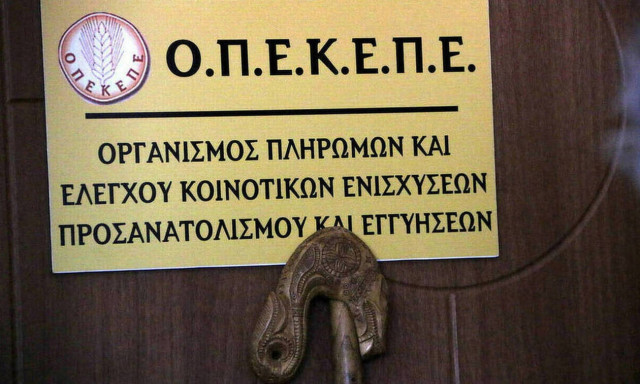 ΟΠΕΚΕΠΕ
Ο.Π.Ε.Κ.Ε.Π.Ε.
ΟΡΓΑΝΙΣΜΟΣ ΠΛΗΡΩΜΩΝ ΚΑΙ
ΕΛΕΓΧΟΥ ΚΟΙΝΟΤΙΚΩΝ ΕΝΙΣΧΥΣΕΩΝ
ΠΡΟΣΑΝΑΤΟΛΙΣΜΟΥ ΚΑΙ ΕΓΓΥΗΣΕΩΝ